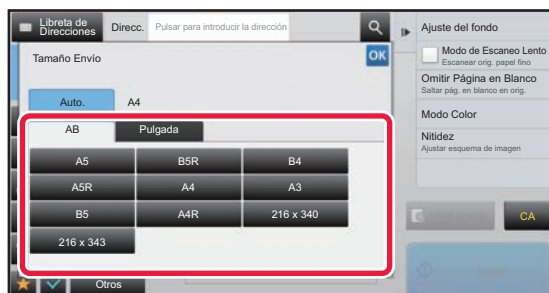 Libreta de
Direcciones
Direcc.
Pulsar para introducir la dirección
Tamaño Envío
OK
Auto.
A4
AB
Pulgada
A5
B5R
B4
A5R
A4
A3
B5
A4R
216 x 340
216 x 343
Otros
Ajuste del fondo
Modo de Escaneo Lento
Escanear orig. papel fino
Omitir Página en Blanco
Saltar pág. en blanco en orig.
Modo Color
Nitidez
Ajustar esquema de imagen
CA